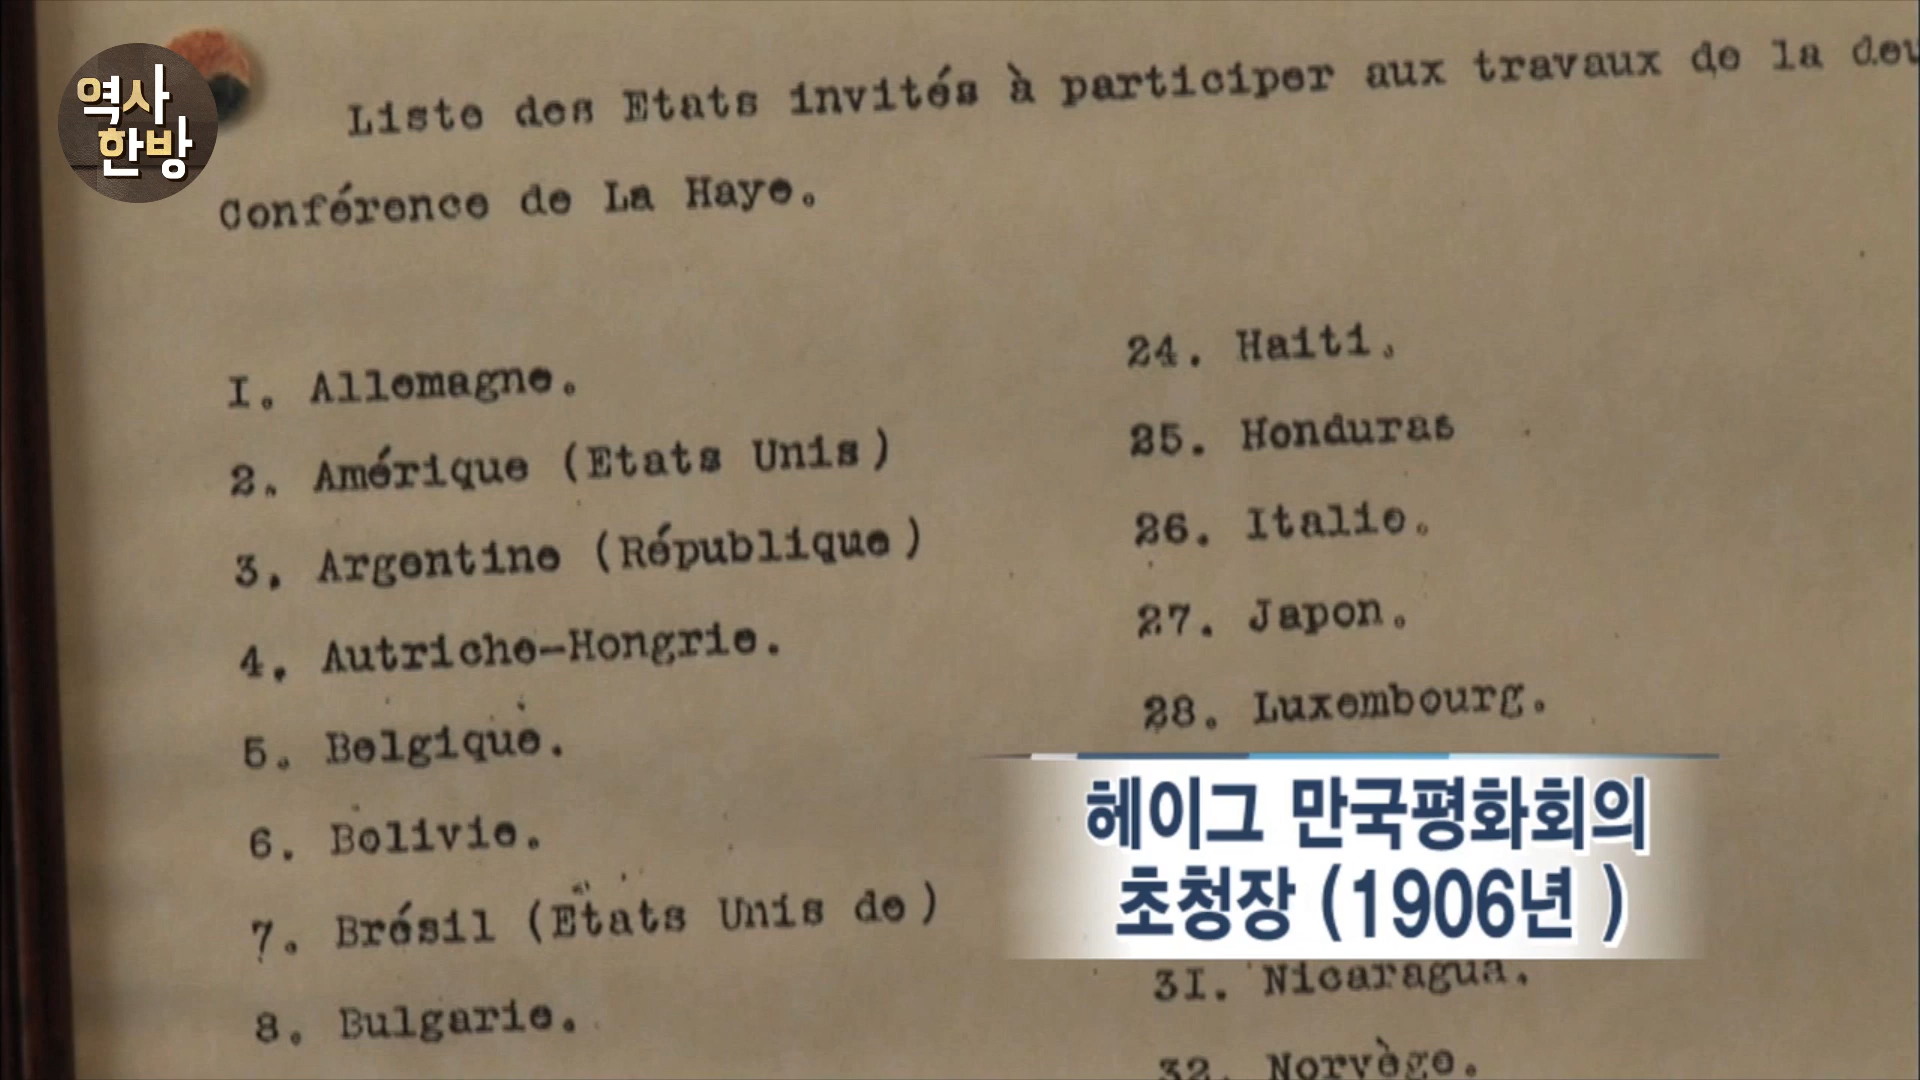 역사
한방
Liste des Etats invités à participer aux travaux de la deu
Conférence de La Haye.
I. Allemagne.
2. Amérique (Etats Unis)
3. Argentine (République)
4. Autriche-Hongrie.
5. Belgique.
6. Bolivie.
7. Brésil (Etats Unis de)
8. Bulgarie.
24. Haiti.
25. Honduras
26. Italie.
27. Japon.
28. Luxembourg.
헤이그 만국평화회의
초청장 (1906년 )
3I. Nicaragua.
32. Norvège.